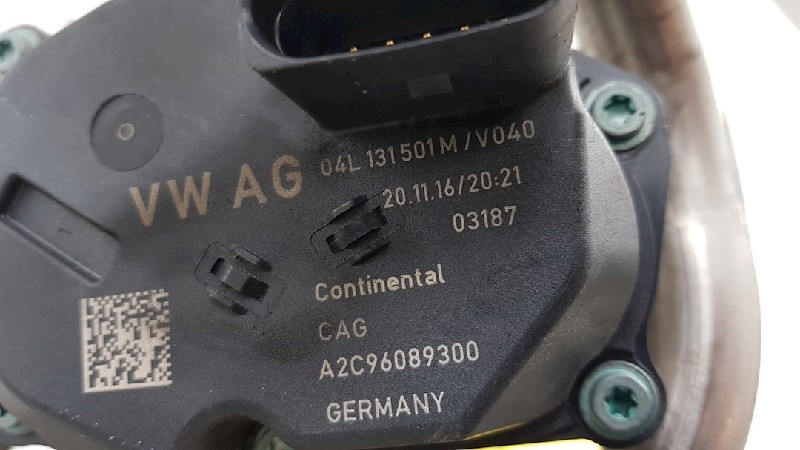 VW AG 04L 131 501 M /V040
20.11.16/20:21
03187
Continental
CAG
A2C96089300
GERMANY